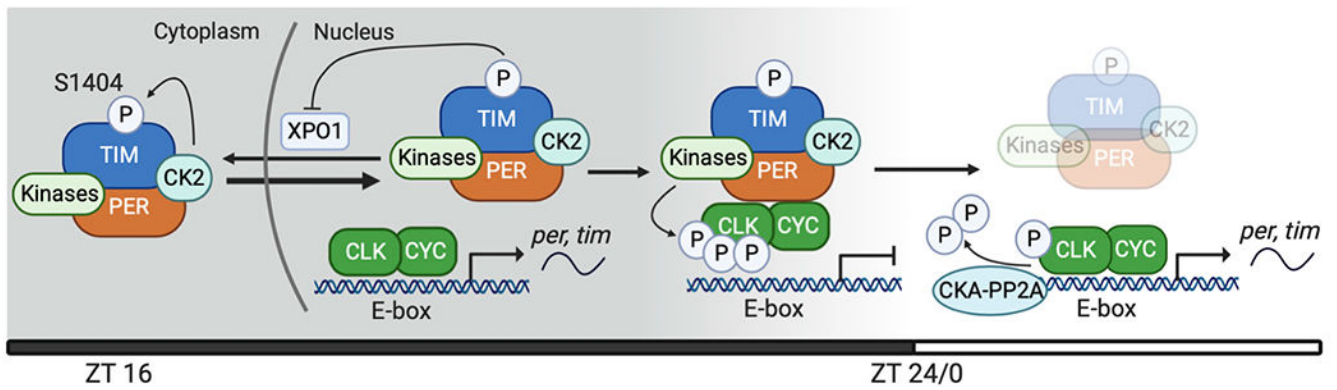 Cytoplasm
Nucleus
S1404
P
TIM
Kinases
CK2
PER
XPO1
P
TIM
Kinases
CK2
PER
CLK CYC
per, tim
E-box
P
TIM
Kinases
CK2
PER
CLK CYC
P
P P
E-box
P
TIM
Kinases
CK2
PER
P
P
P
CLK CYC
per, tim
CKA-PP2A
E-box
ZT 16
ZT 24/0